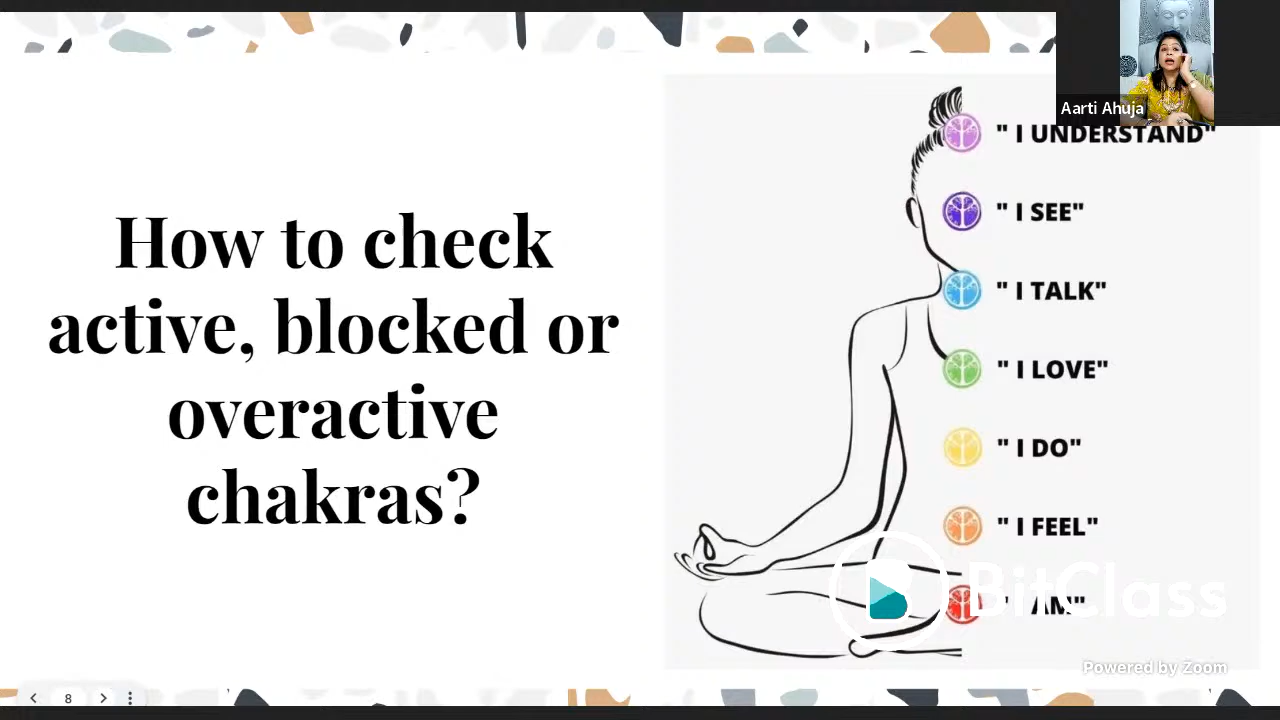 Aarti Ahuja
How to check
active, blocked or
overactive
chakras?
" I UNDERSTAND"
" I SEE"
" I TALK"
" I LOVE"
" I DO"
" I FEEL"
AM"
BitClass
Powered by Zoom
8